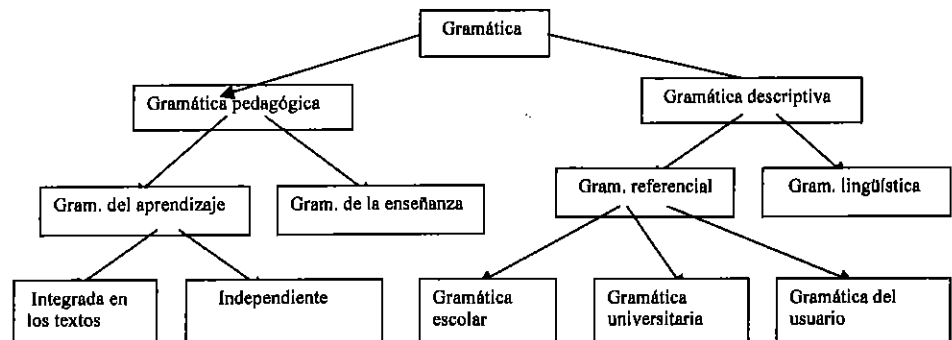 Gramática
Gramática pedagógica
Gramática descriptiva
Gram. del aprendizaje
Gram. de la enseñanza
Gram. referencial
Gram. lingüística
Integrada en
los textos
Independiente
Gramática
escolar
Gramática
universitaria
Gramática del
usuario